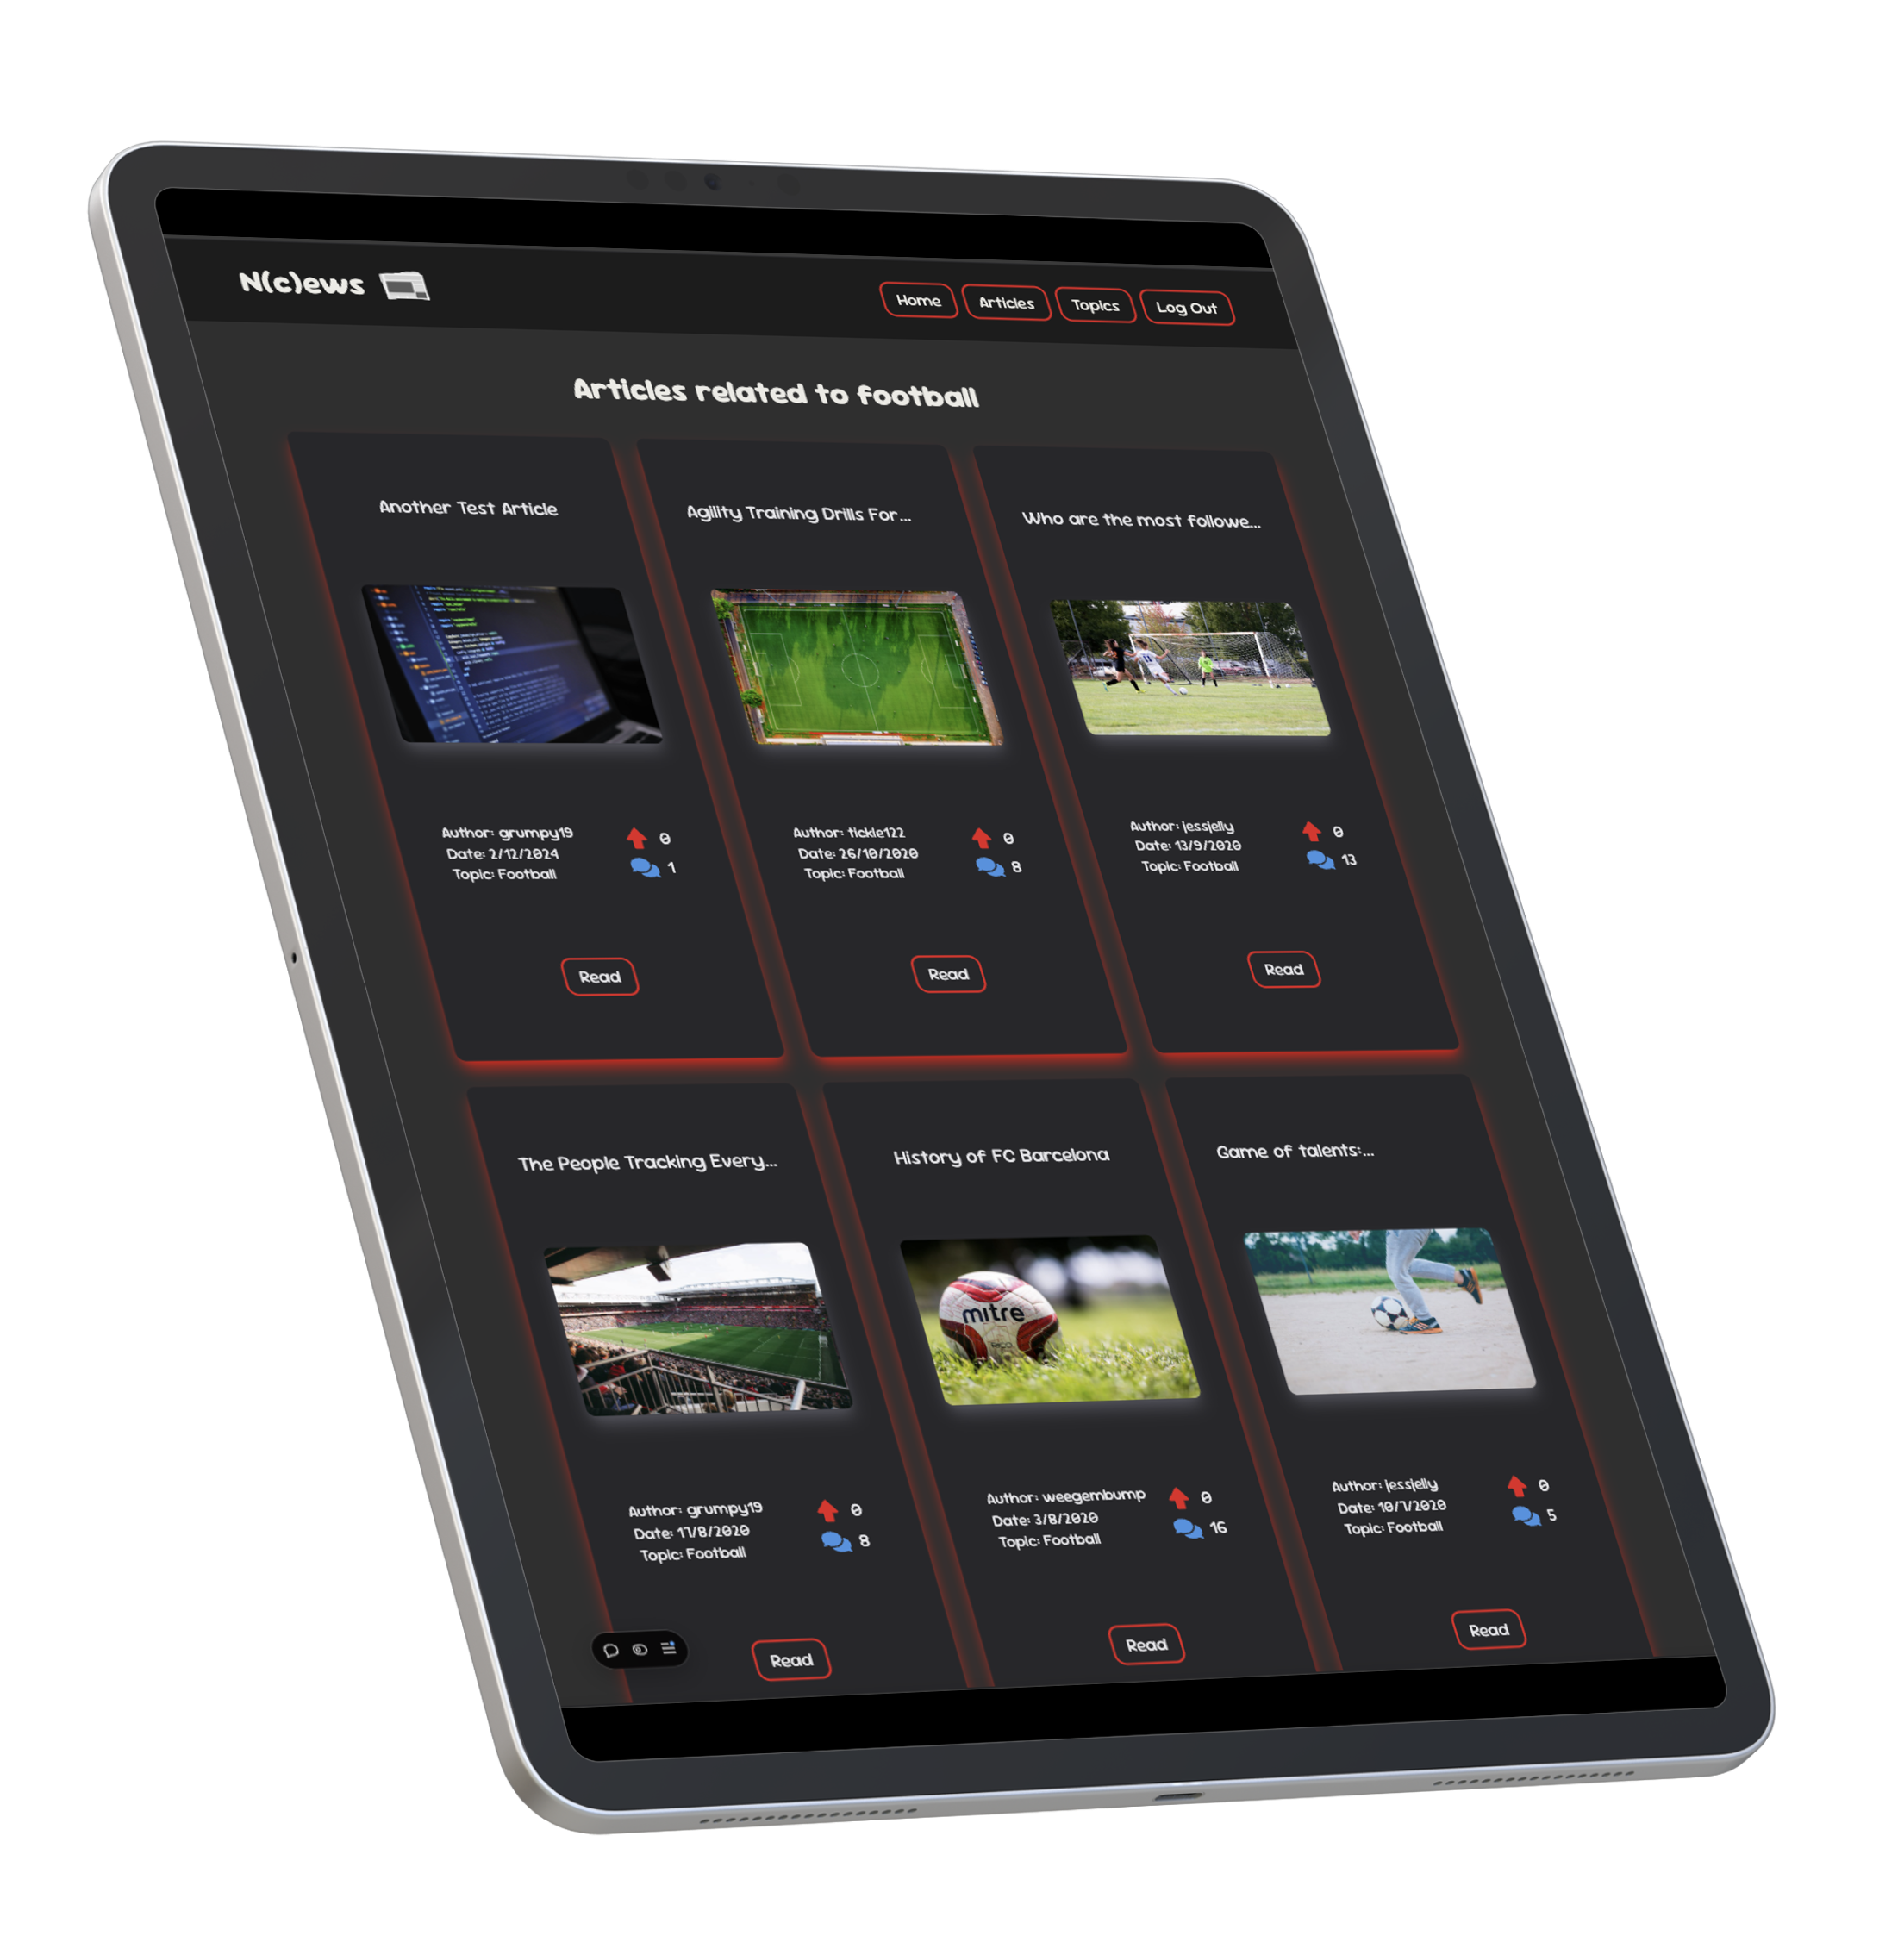 N(c)ews
Home Articles Topics Log Out
Articles related to football
Another Test Article
Author: grumpy19
Date: 2/12/2024
Topic: Football
0
1
Read
Agility Training Drills For...
Author: tickle122
Date: 26/10/2020
Topic: Football
0
8
Read
Who are the most followe...
Author: jessjelly
Date: 13/9/2020
Topic: Football
0
13
Read
The People Tracking Every...
Author: grumpy19
Date: 17/8/2020
Topic: Football
0
8
Read
History of FC Barcelona
mitre
Author: weegembump
Date: 3/8/2020
Topic: Football
0
16
Read
Game of talents:...
Author: jessjelly
Date: 10/7/2020
Topic: Football
0
5
Read